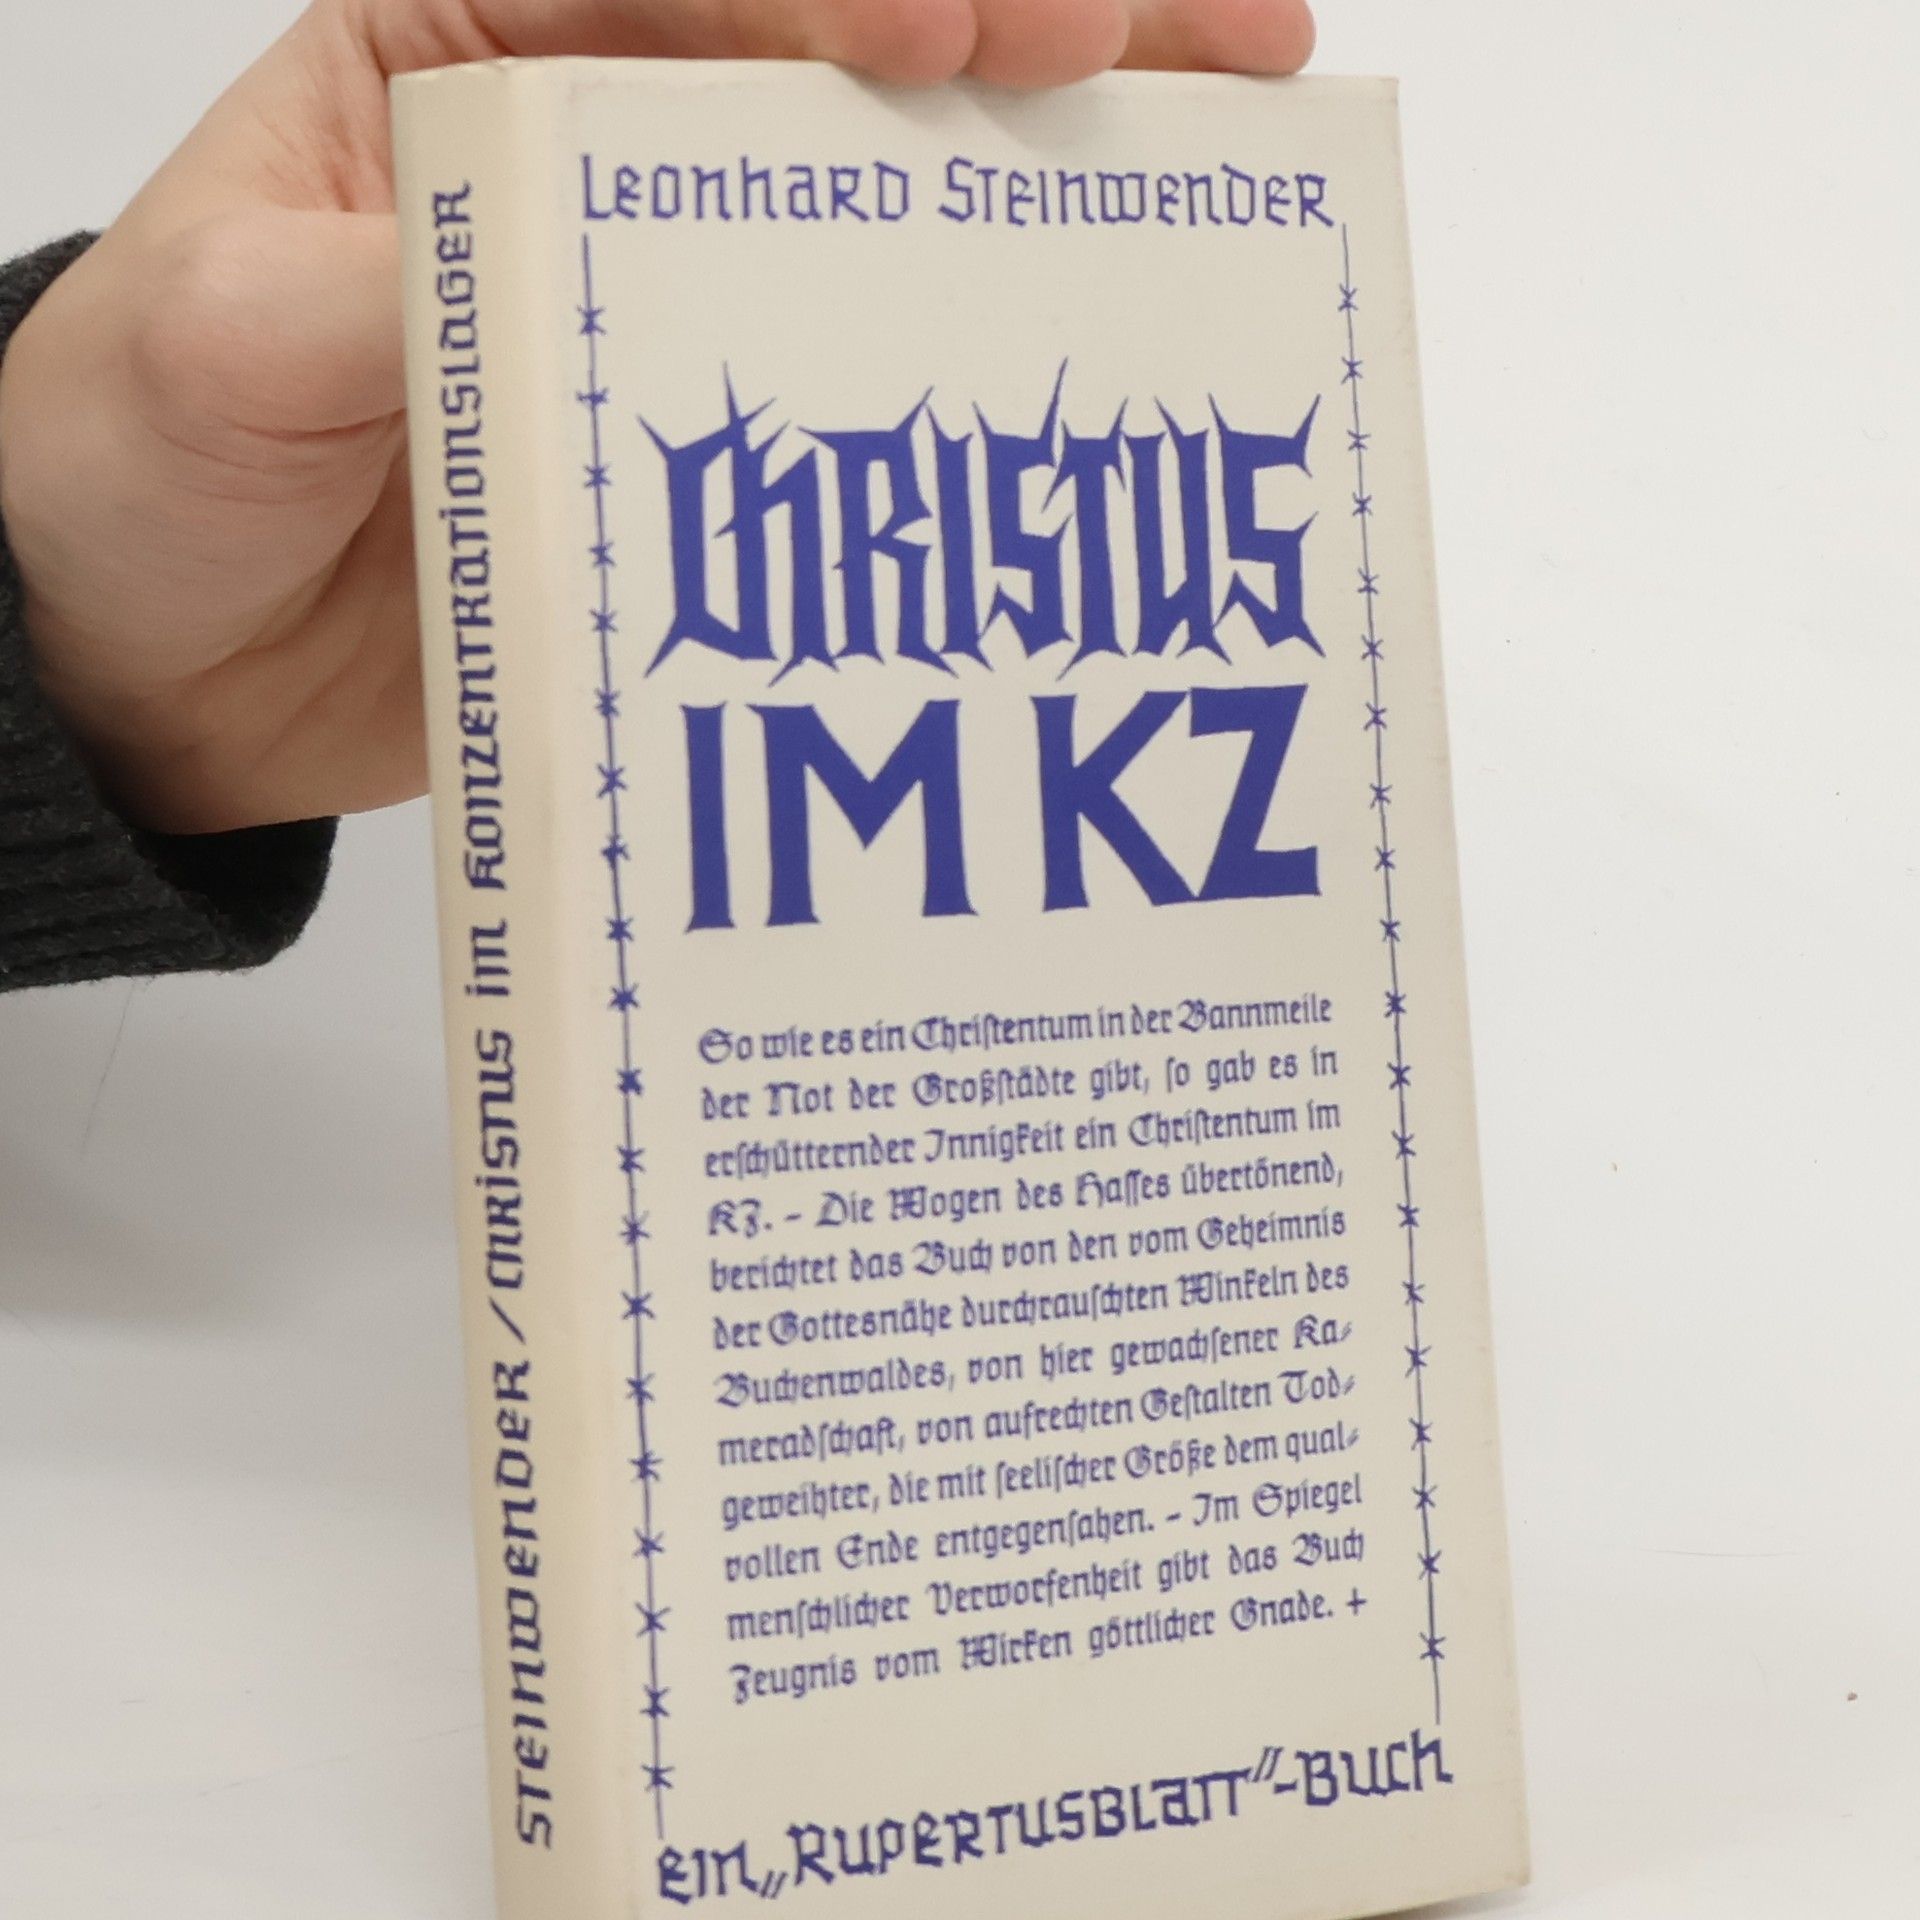 Leonhard Steinwender
Christus
IM KZ
So wie es ein Chriſtentum in der Bannmeile
der Not der Großſtädte gibt, ſo gab es in
erſchütternder Innigkeit ein Chriſtentum im
KZ. – Die Wogen des Haſſes übertönend,
berichtet das Buch von den vom Geheimnis
der Gottesnähe durchrauſchten Winkeln des
Buchenwaldes, von hier gewachſener Ka⸗
meradſchaft, von aufrechten Geſtalten Tod⸗
geweihter, die mit ſeeliſcher Größe dem qual⸗
vollen Ende entgegenſahen. – Im Spiegel
menſchlicher Verworfenheit gibt das Buch
Zeugnis vom Wirken göttlicher Gnade. +
Ein „Rupertusblatt"-Buch
Steinwender / Christus im Konzentrationslager